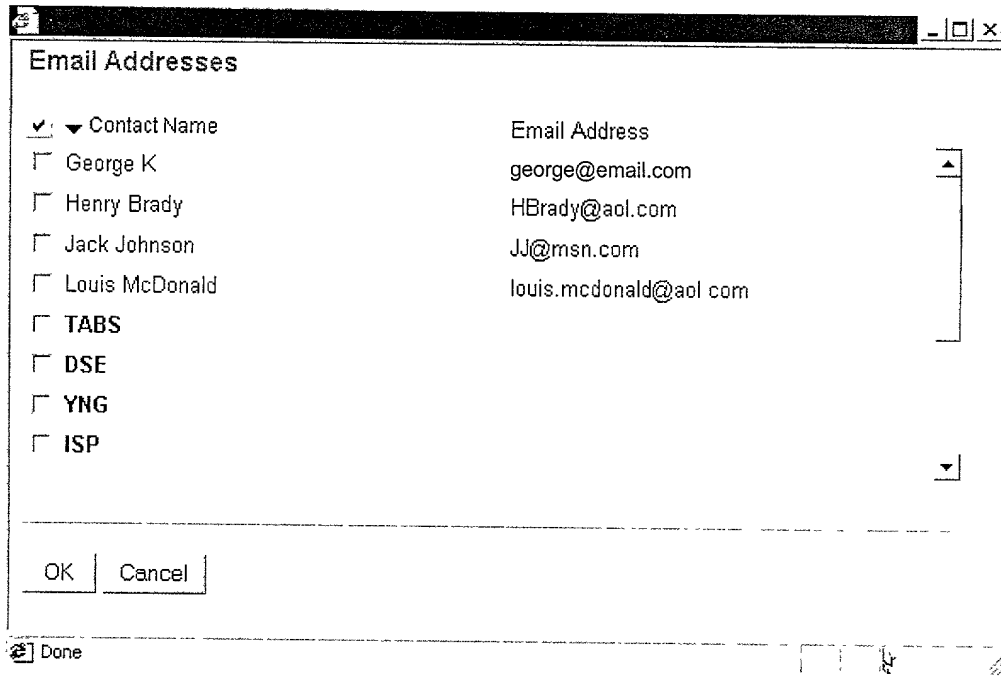 Email Addresses
Contact Name Email Address
George K george@email.com
Henry Brady HBrady@aol.com
Jack Johnson JJ@msn.com
Louis McDonald louis.mcdonald@aol com
TABS
DSE
YNG
ISP
OK Cancel
Done